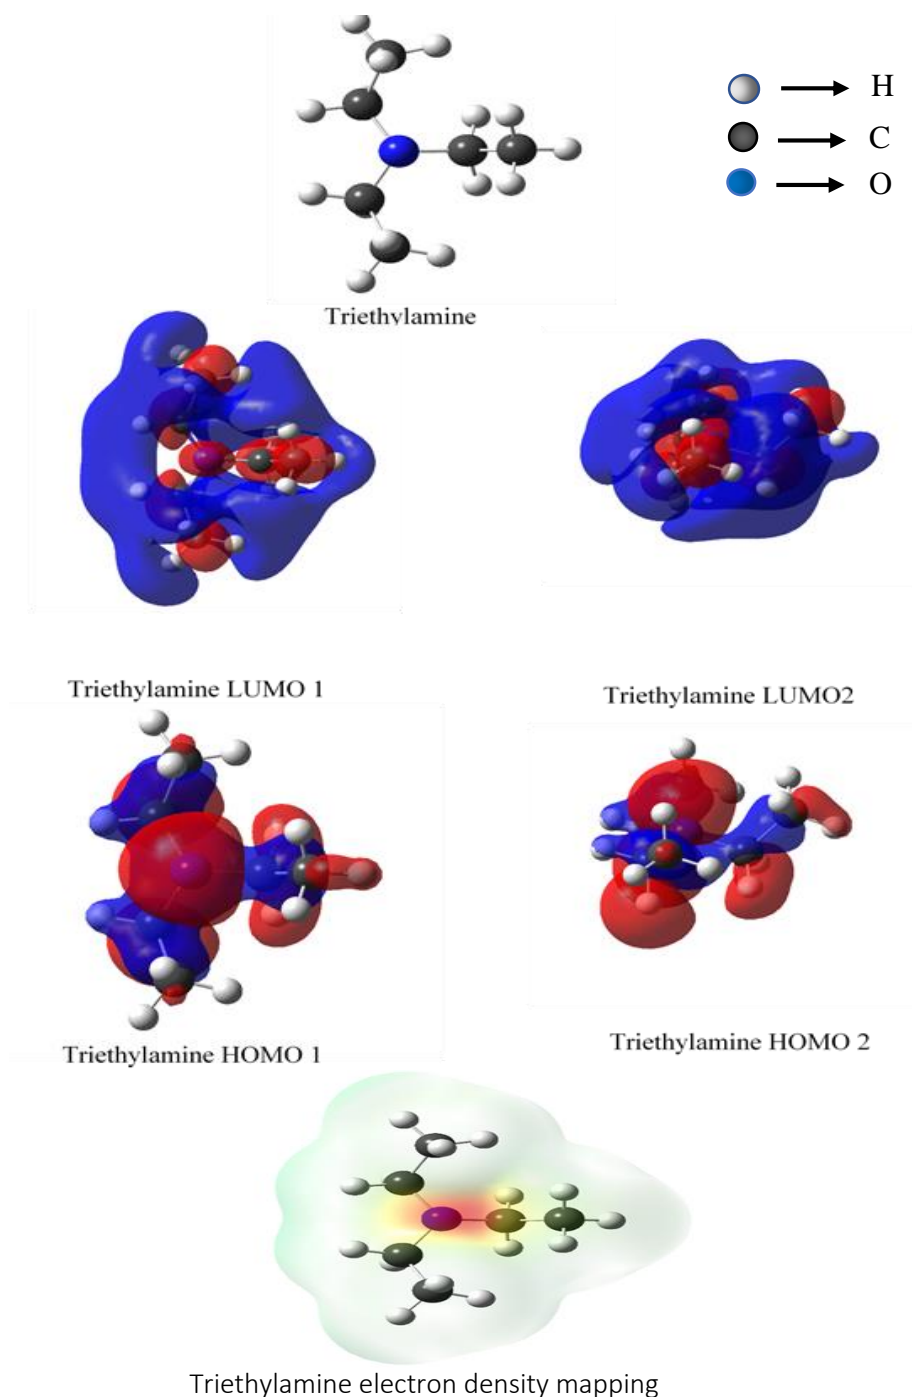 H
C
O
Triethylamine
Triethylamine LUMO 1
Triethylamine LUMO2
Triethylamine HOMO 1
Triethylamine HOMO 2
Triethylamine electron density mapping